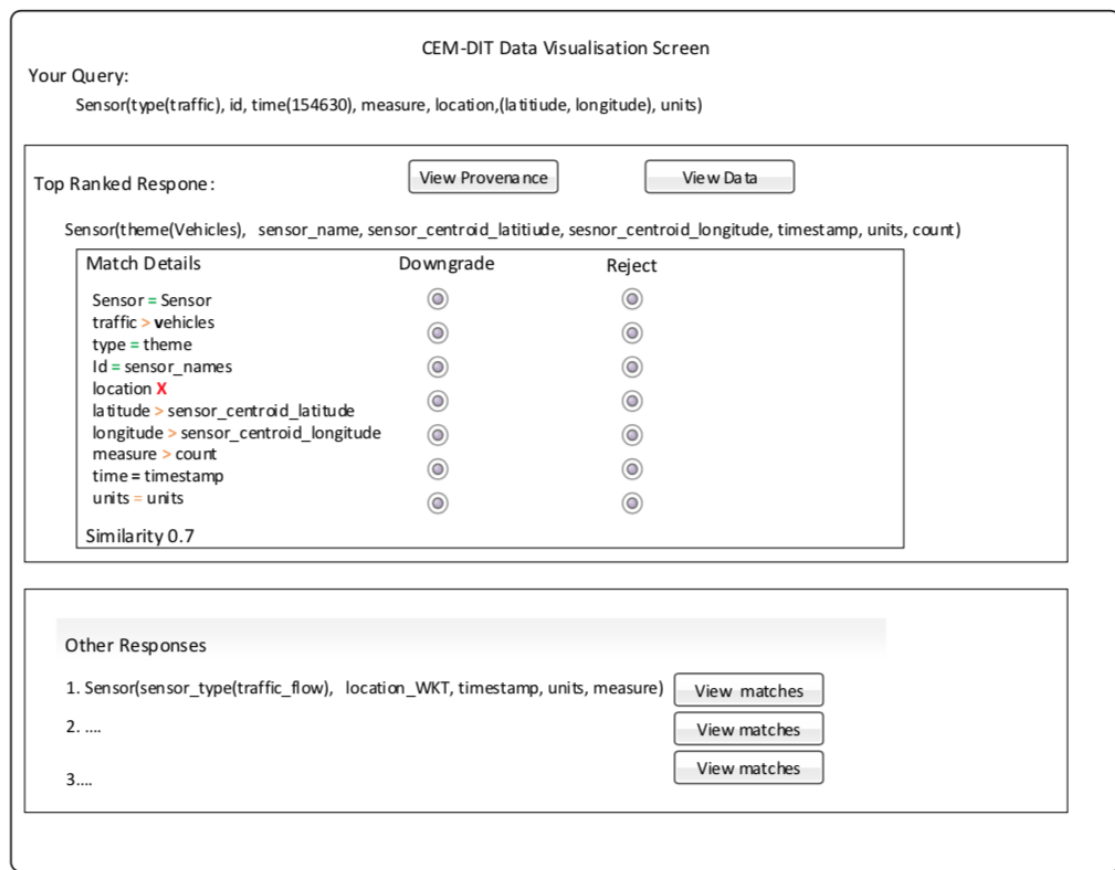 CEM-DIT Data Visualisation Screen
Your Query:
Sensor(type(traffic), id, time(154630), measure, location,(latitiude, longitude), units)
Top Ranked Respone:
View Provenance
View Data
Sensor(theme(Vehicles), sensor_name, sensor_centroid_latitiude, sesnor_centroid_longitude, timestamp, units, count)
Match Details Downgrade Reject
Sensor = Sensor
traffic > vehicles
type = theme
Id = sensor_names
location X
latitude > sensor_centroid_latitude
longitude > sensor_centroid_longitude
measure > count
time = timestamp
units = units
Similarity 0.7
Other Responses
1. Sensor(sensor_type(traffic_flow), location_WKT, timestamp, units, measure) View matches
2. .... View matches
3.... View matches